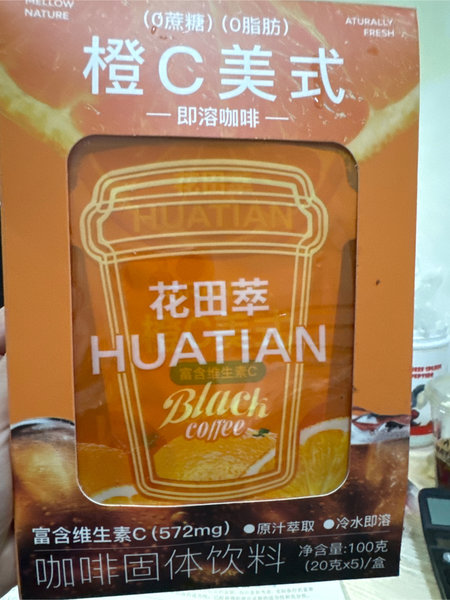 MELLOW
NATURE
ATURALLY
FRESH
(0蔗糖)(0脂肪)
橙C美式
即溶咖啡
花田萃
HUATIAN
花田萃
HUATIAN
富含维生素C
Black
coffee
富含维生素C(572mg) ●原汁萃取 ●冷水即溶
咖啡固体饮料
净含量:100克
(20克x5)/盒